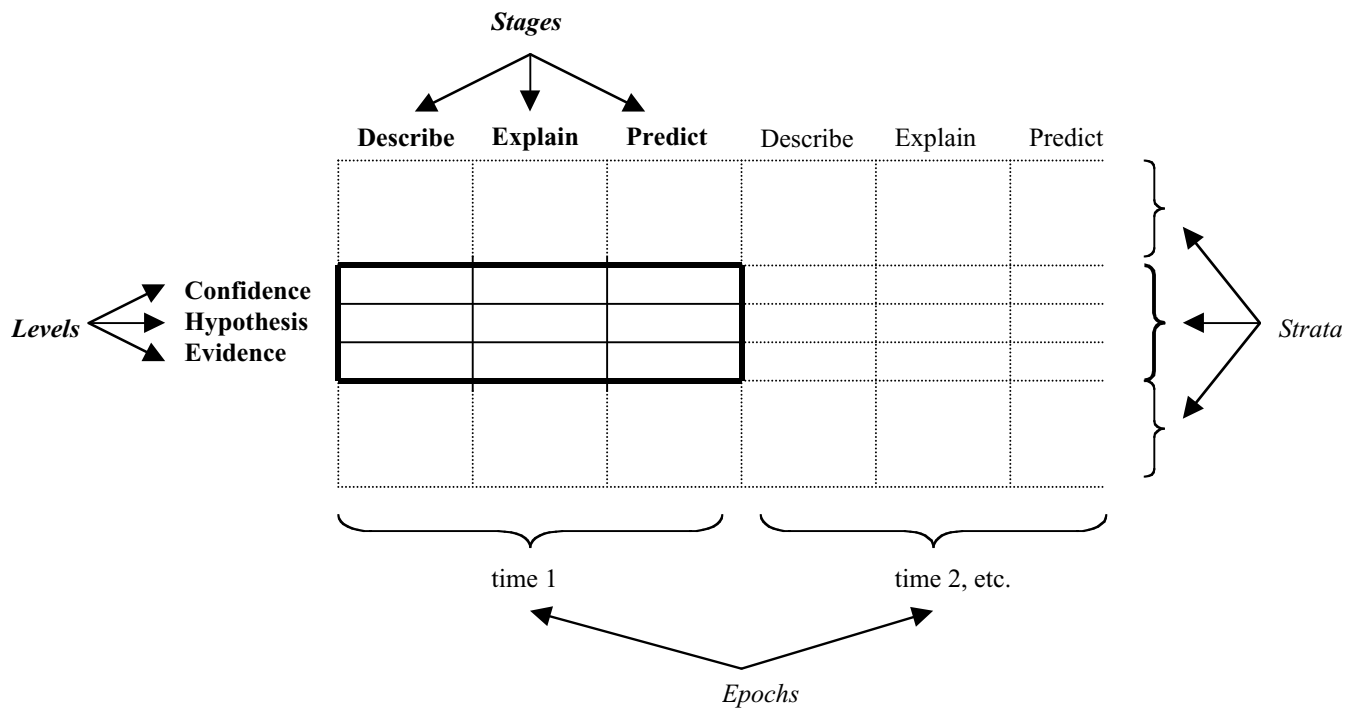 Stages
Describe Explain Predict Describe Explain Predict
Confidence
Levels Hypothesis Strata
Evidence
time 1 time 2, etc.
Epochs